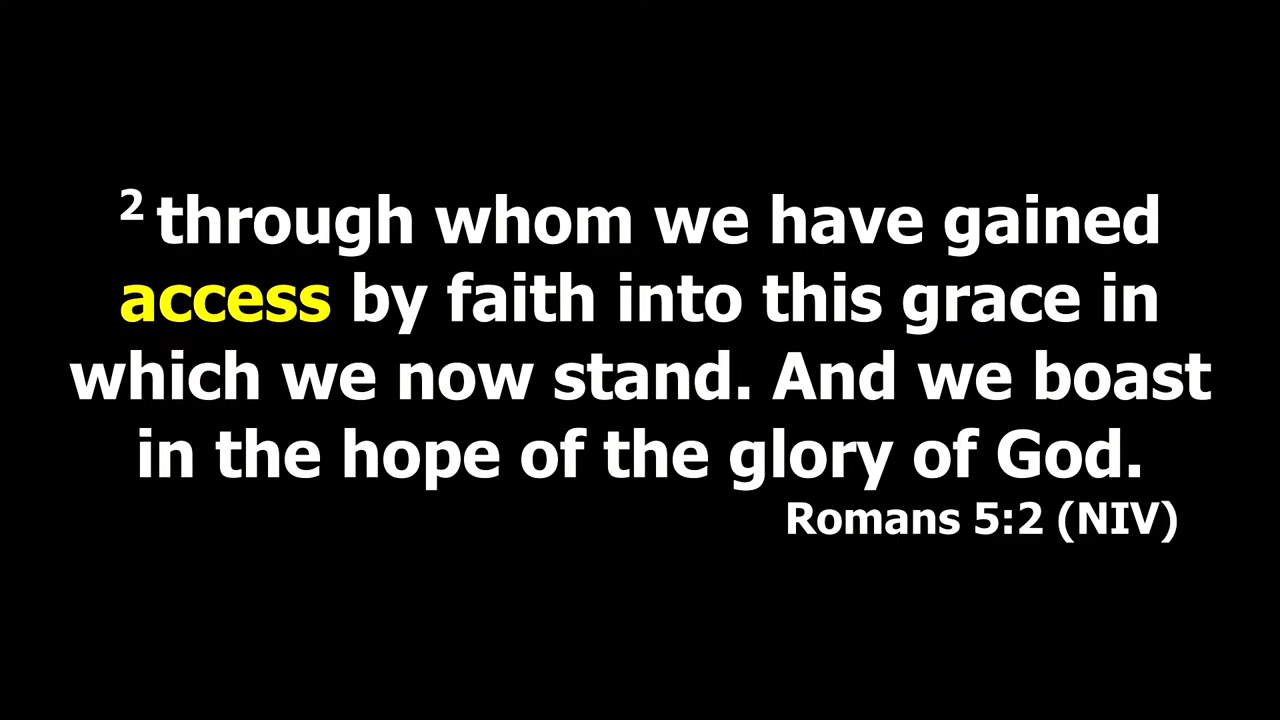 2 through whom we have gained
access by faith into this grace in
which we now stand. And we boast
in the hope of the glory of God.
Romans 5:2 (NIV)